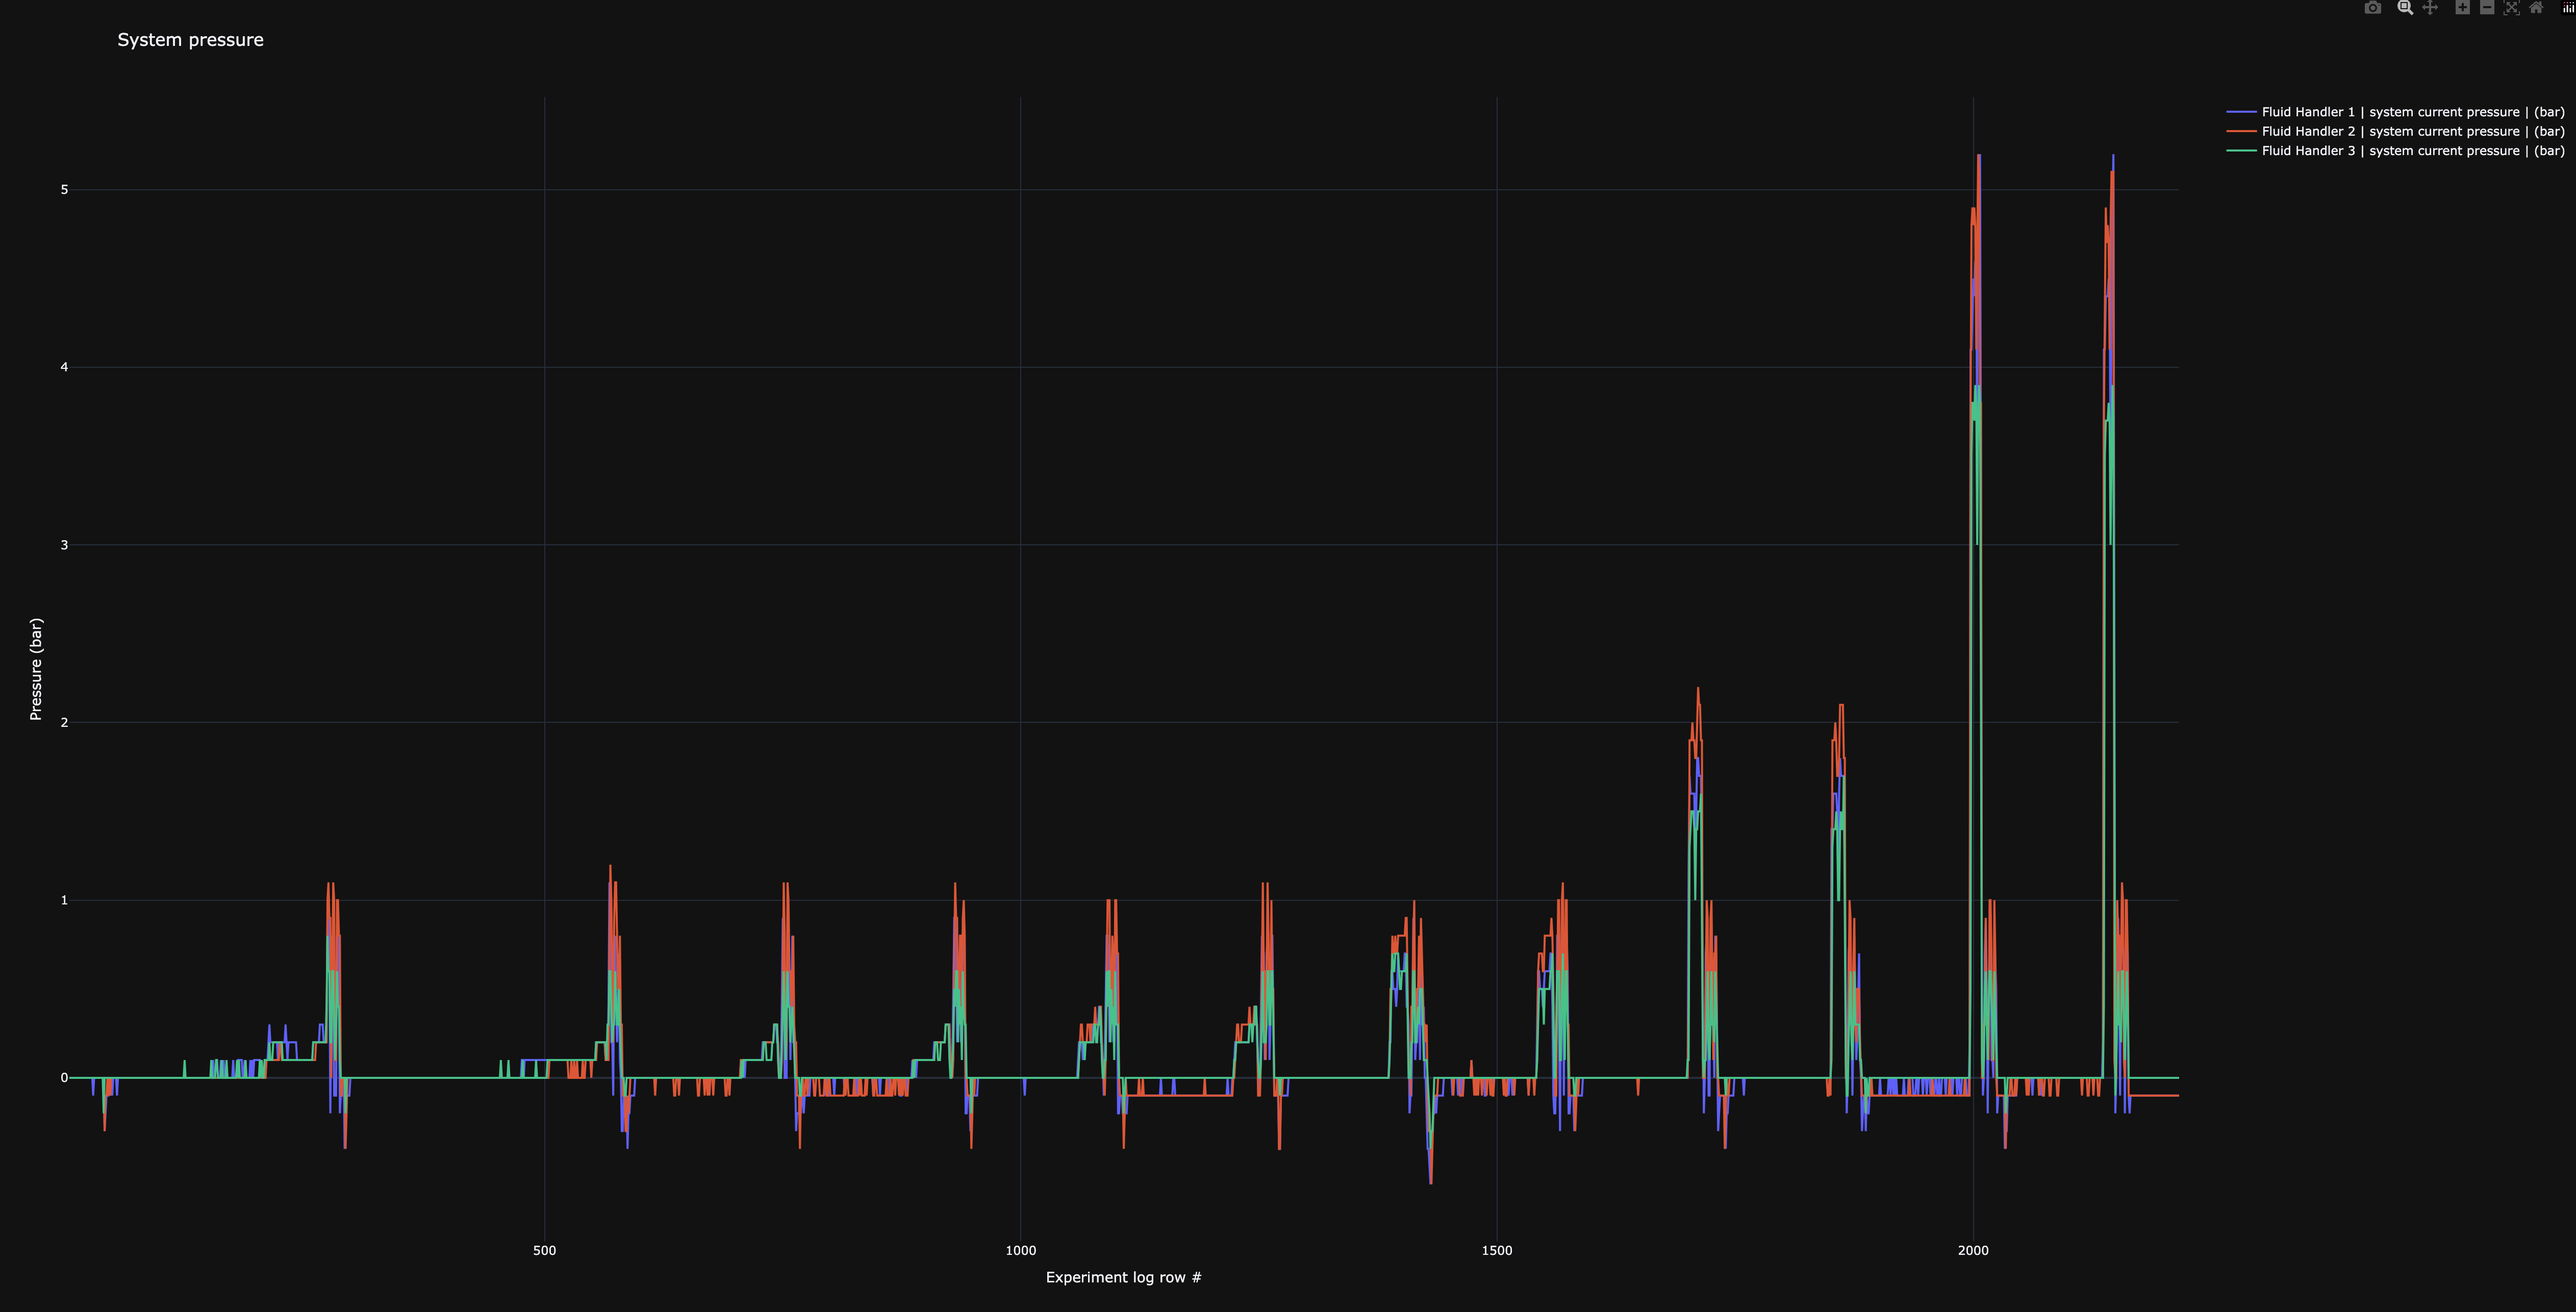 System pressure
Fluid Handler 1 | system current pressure | (bar)
Fluid Handler 2 | system current pressure | (bar)
Fluid Handler 3 | system current pressure | (bar)
5
4
3
2
1
0
Pressure (bar)
500
1000
1500
2000
Experiment log row #